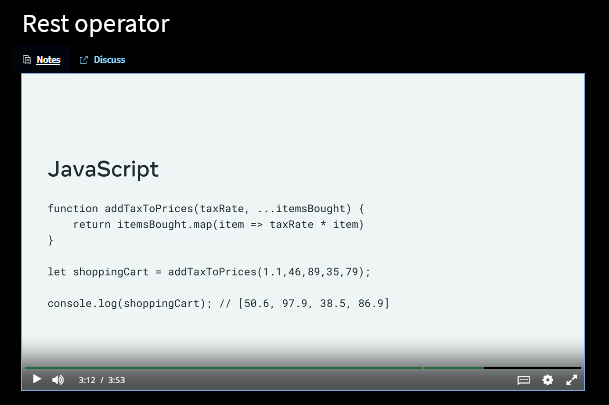 Rest operator
Notes Discuss
JavaScript
function addTaxToPrices(taxRate, ...itemsBought) {
    return itemsBought.map(item => taxRate * item)
}
let shoppingCart = addTaxToPrices(1.1,46,89,35,79);
console.log(shoppingCart); // [50.6, 97.9, 38.5, 86.9]
3:12 / 3:53